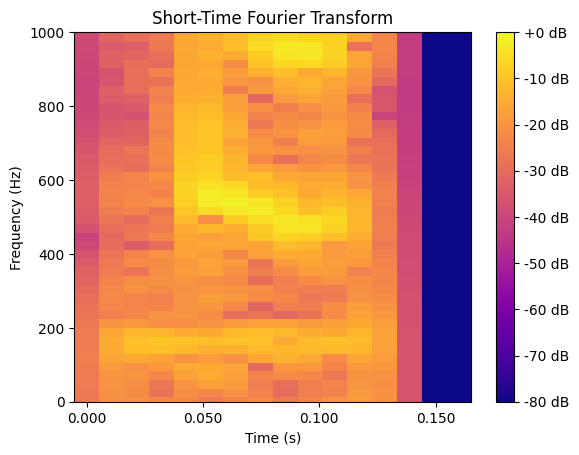 Short-Time Fourier Transform
Frequency (Hz)
1000
800
600
400
200
0
0.000
0.050
0.100
0.150
Time (s)
+0 dB
-10 dB
-20 dB
-30 dB
-40 dB
-50 dB
-60 dB
-70 dB
-80 dB